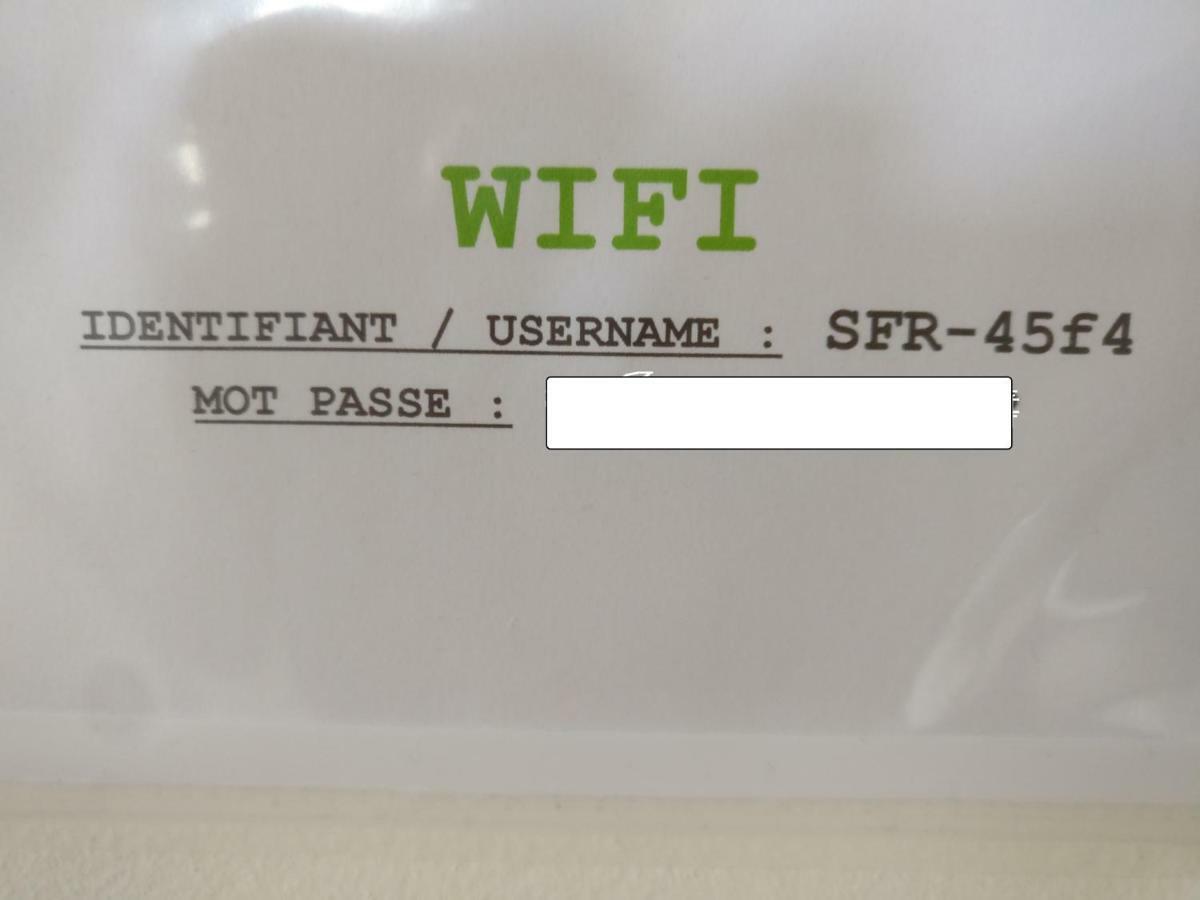 WIFI
IDENTIFIANT / USERNAME : SFR-45f4
MOT PASSE :